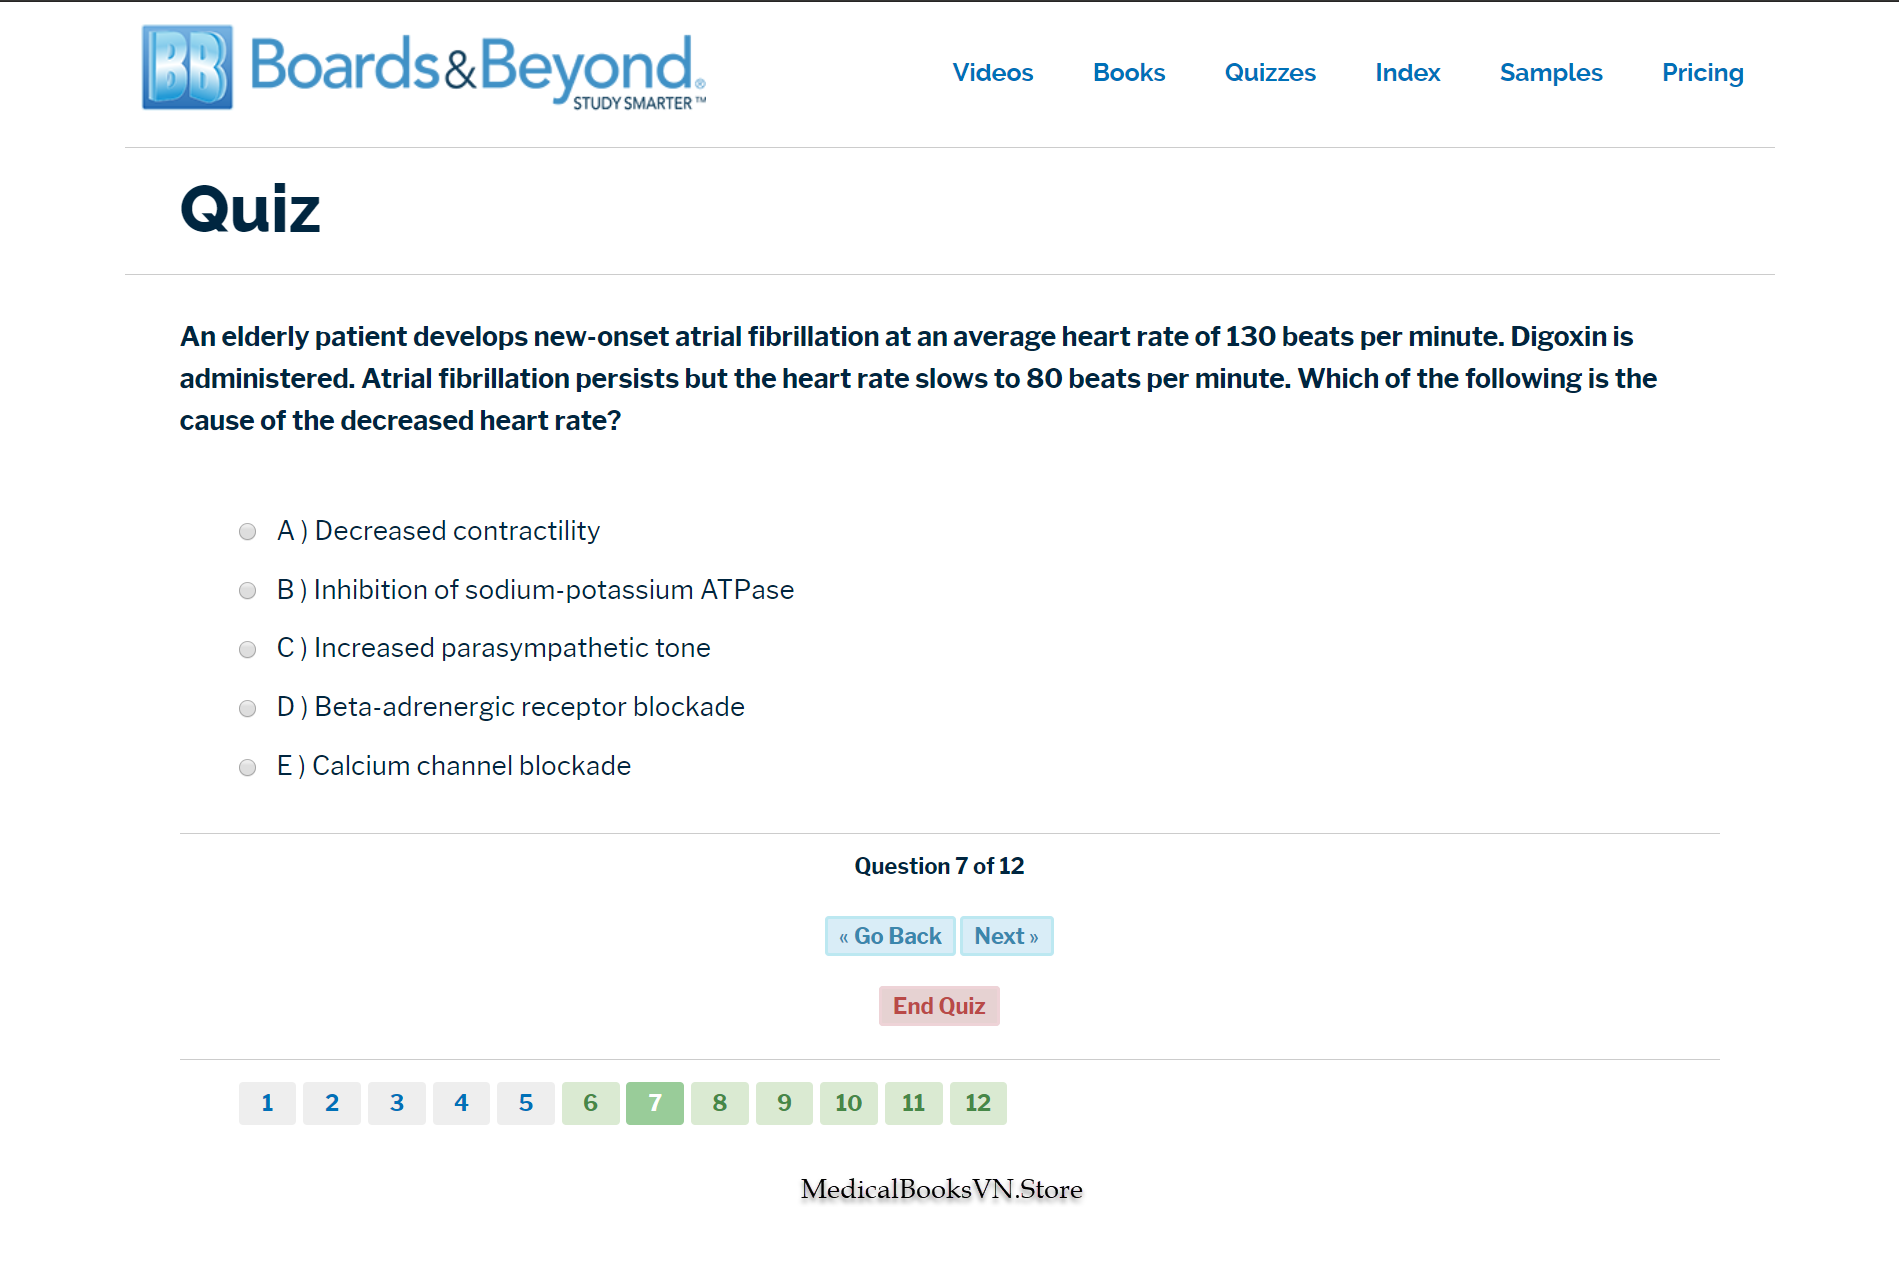 BB Boards&Beyond®
STUDY SMARTER™
Videos Books Quizzes Index Samples Pricing
Quiz
An elderly patient develops new-onset atrial fibrillation at an average heart rate of 130 beats per minute. Digoxin is
administered. Atrial fibrillation persists but the heart rate slows to 80 beats per minute. Which of the following is the
cause of the decreased heart rate?
A ) Decreased contractility
B ) Inhibition of sodium-potassium ATPase
C ) Increased parasympathetic tone
D ) Beta-adrenergic receptor blockade
E ) Calcium channel blockade
Question 7 of 12
« Go Back Next »
End Quiz
1 2 3 4 5 6 7 8 9 10 11 12
MedicalBooksVN.Store